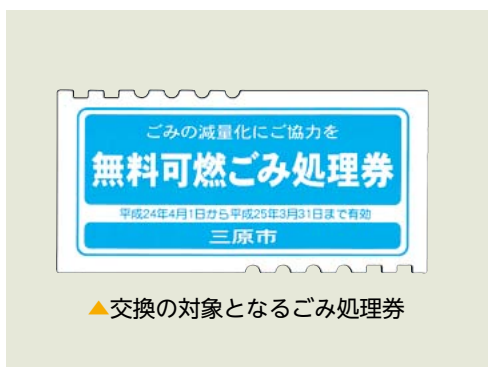 ごみの減量化にご協力を
無料可燃ごみ処理券
平成24年4月1日から平成25年3月31日まで有効
三原市
▲交換の対象となるごみ処理券